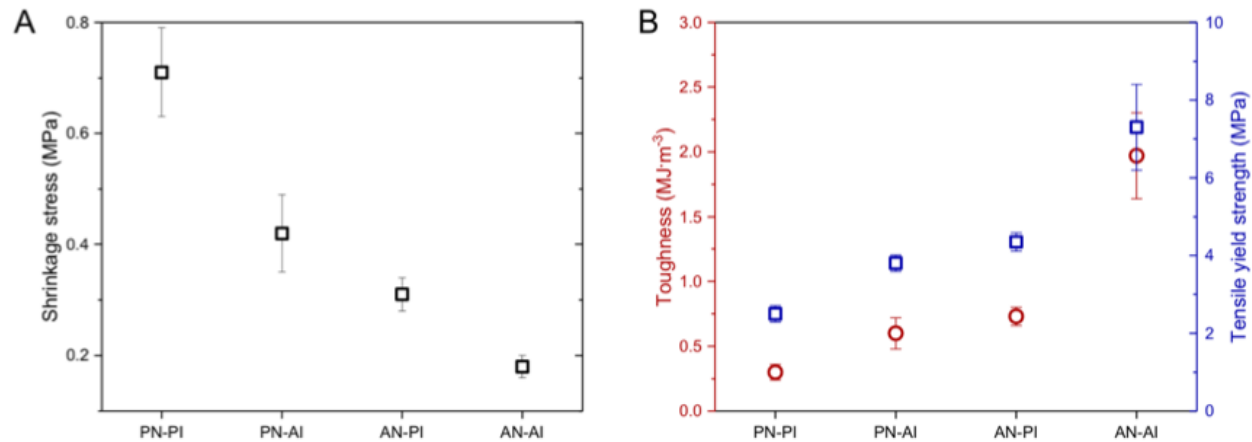 A
Shrinkage stress (MPa)
0.8
0.6
0.4
0.2
PN-PI
PN-AI
AN-PI
AN-AI
B
Toughness (MJ·m⁻³)
3.0
2.5
2.0
1.5
1.0
0.5
0.0
PN-PI
PN-AI
AN-PI
AN-AI
10
8
6
4
2
0
Tensile yield strength (MPa)